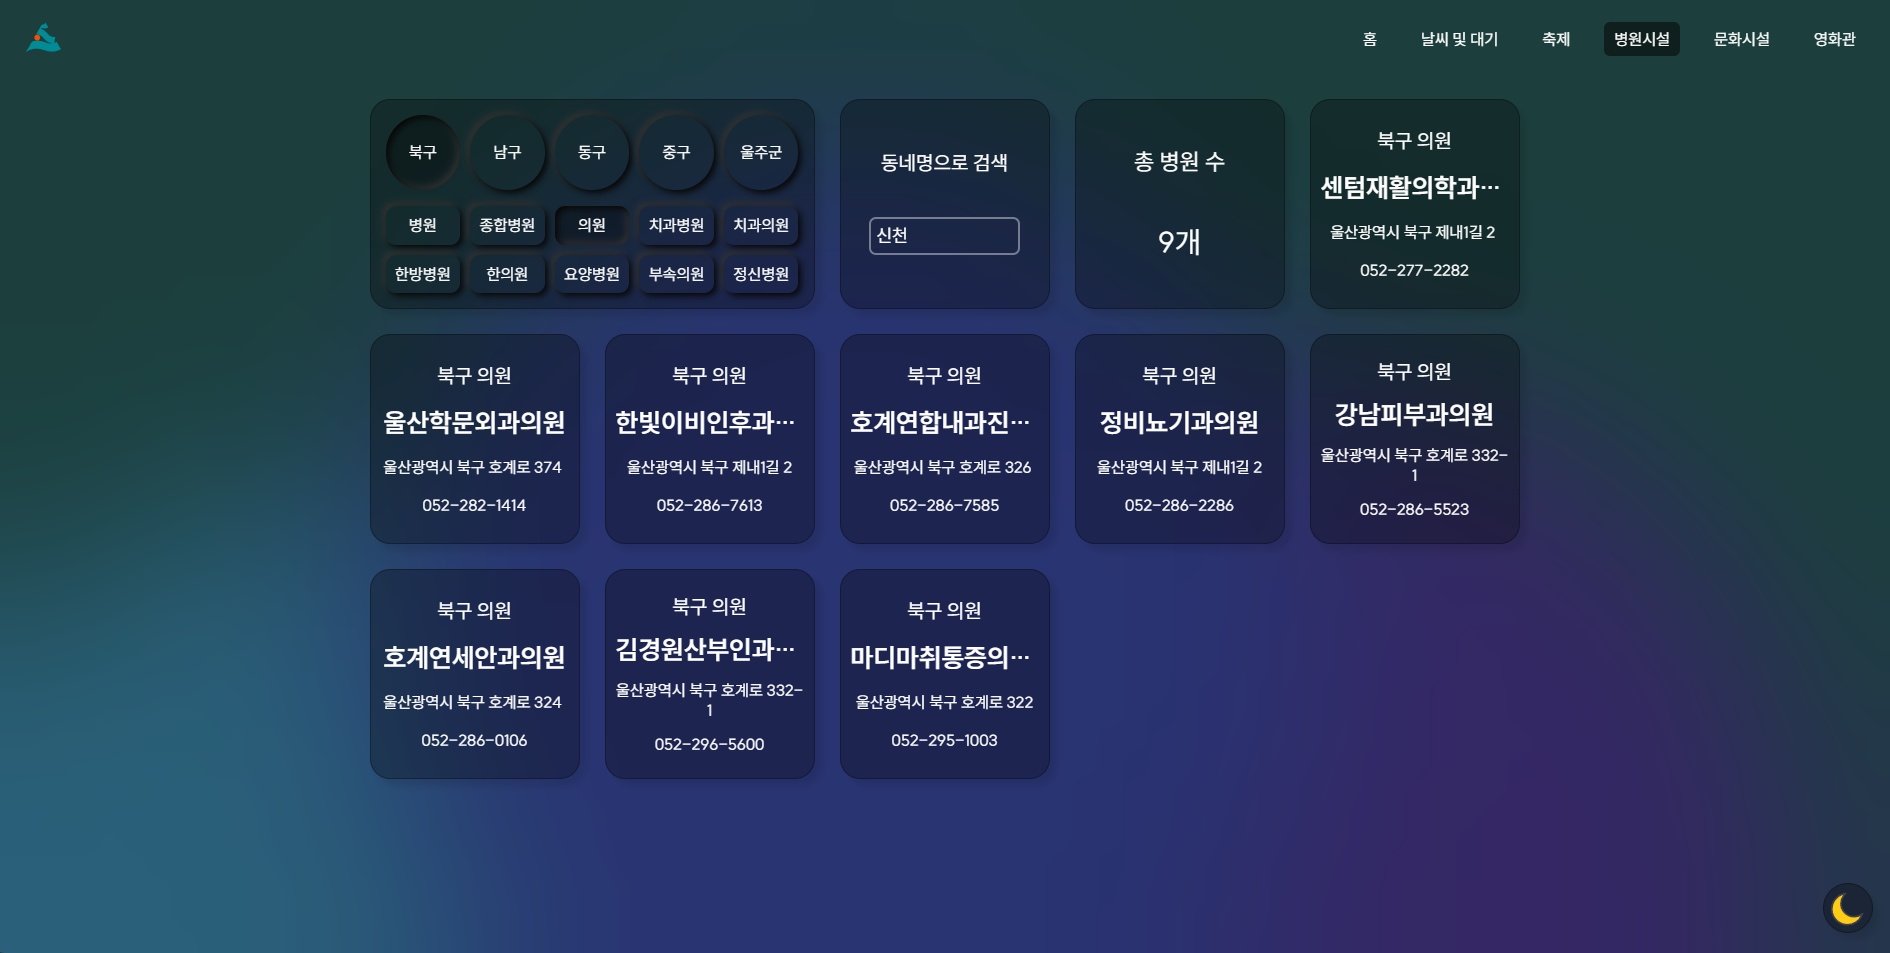 홈
날씨 및 대기
축제
병원시설
문화시설
영화관
북구
남구
동구
중구
울주군
병원
종합병원
의원
치과병원
치과의원
한방병원
한의원
요양병원
부속의원
정신병원
동네명으로 검색
신천
총 병원 수
9개
북구 의원
센텀재활의학과…
울산광역시 북구 제내1길 2
052-277-2282
북구 의원
울산학문외과의원
울산광역시 북구 호계로 374
052-282-1414
북구 의원
한빛이비인후과…
울산광역시 북구 제내1길 2
052-286-7613
북구 의원
호계연합내과진…
울산광역시 북구 호계로 326
052-286-7585
북구 의원
정비뇨기과의원
울산광역시 북구 제내1길 2
052-286-2286
북구 의원
강남피부과의원
울산광역시 북구 호계로 332-
1
052-286-5523
북구 의원
호계연세안과의원
울산광역시 북구 호계로 324
052-286-0106
북구 의원
김경원산부인과…
울산광역시 북구 호계로 332-
1
052-296-5600
북구 의원
마디마취통증의…
울산광역시 북구 호계로 322
052-295-1003